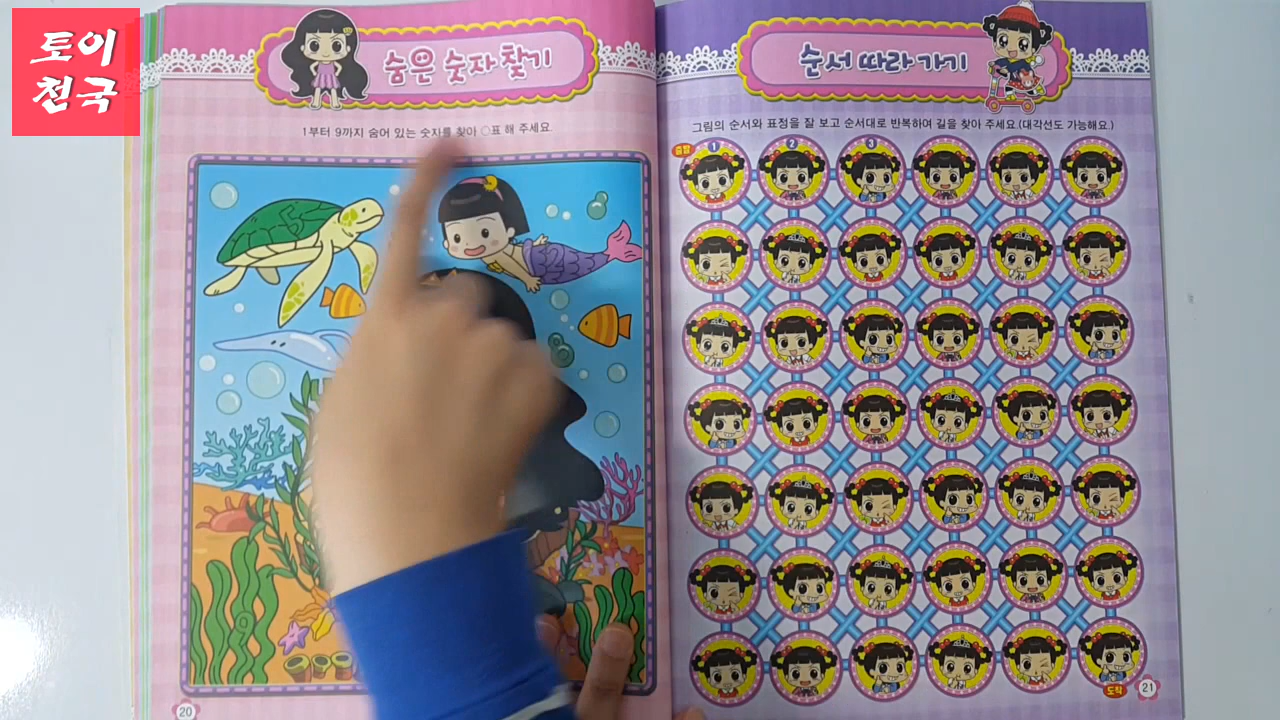 토이
천국
숨은 숫자 찾기
1부터 9까지 숨어 있는 숫자를 찾아 ○표 해 주세요.
20
순서 따라 가기
그림의 순서와 표정을 잘 보고 순서대로 반복하여 길을 찾아 주세요.(대각선도 가능해요.)
출발
1
2
3
도착
21
9